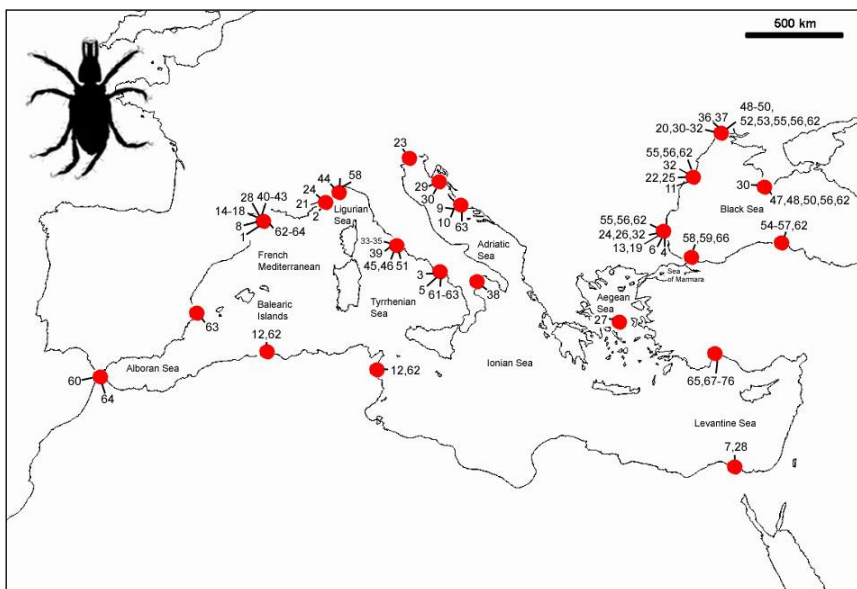 500 km
48-50,
36,37
52,53,55,56,62
20,30-32
23
55,56,62
32
22,25
11
44
58
24
21
2
Ligurian
Sea
29
30
9
10
63
30
47,48,50,56,62
Black Sea
28
40-43
14-18
8
1
62-64
55,56,62
24,26,32
13,19
6
4
58,59,66
54-57,62
French
Mediterranean
33-35
39
45,46
51
Adriatic
Sea
3
5
61-63
38
Sea
of Marmara
Balearic
Islands
Tyrrhenian
Sea
Aegean
Sea
27
63
12,62
12,62
Ionian Sea
65,67-76
Alboran Sea
60
64
Levantine Sea
7,28